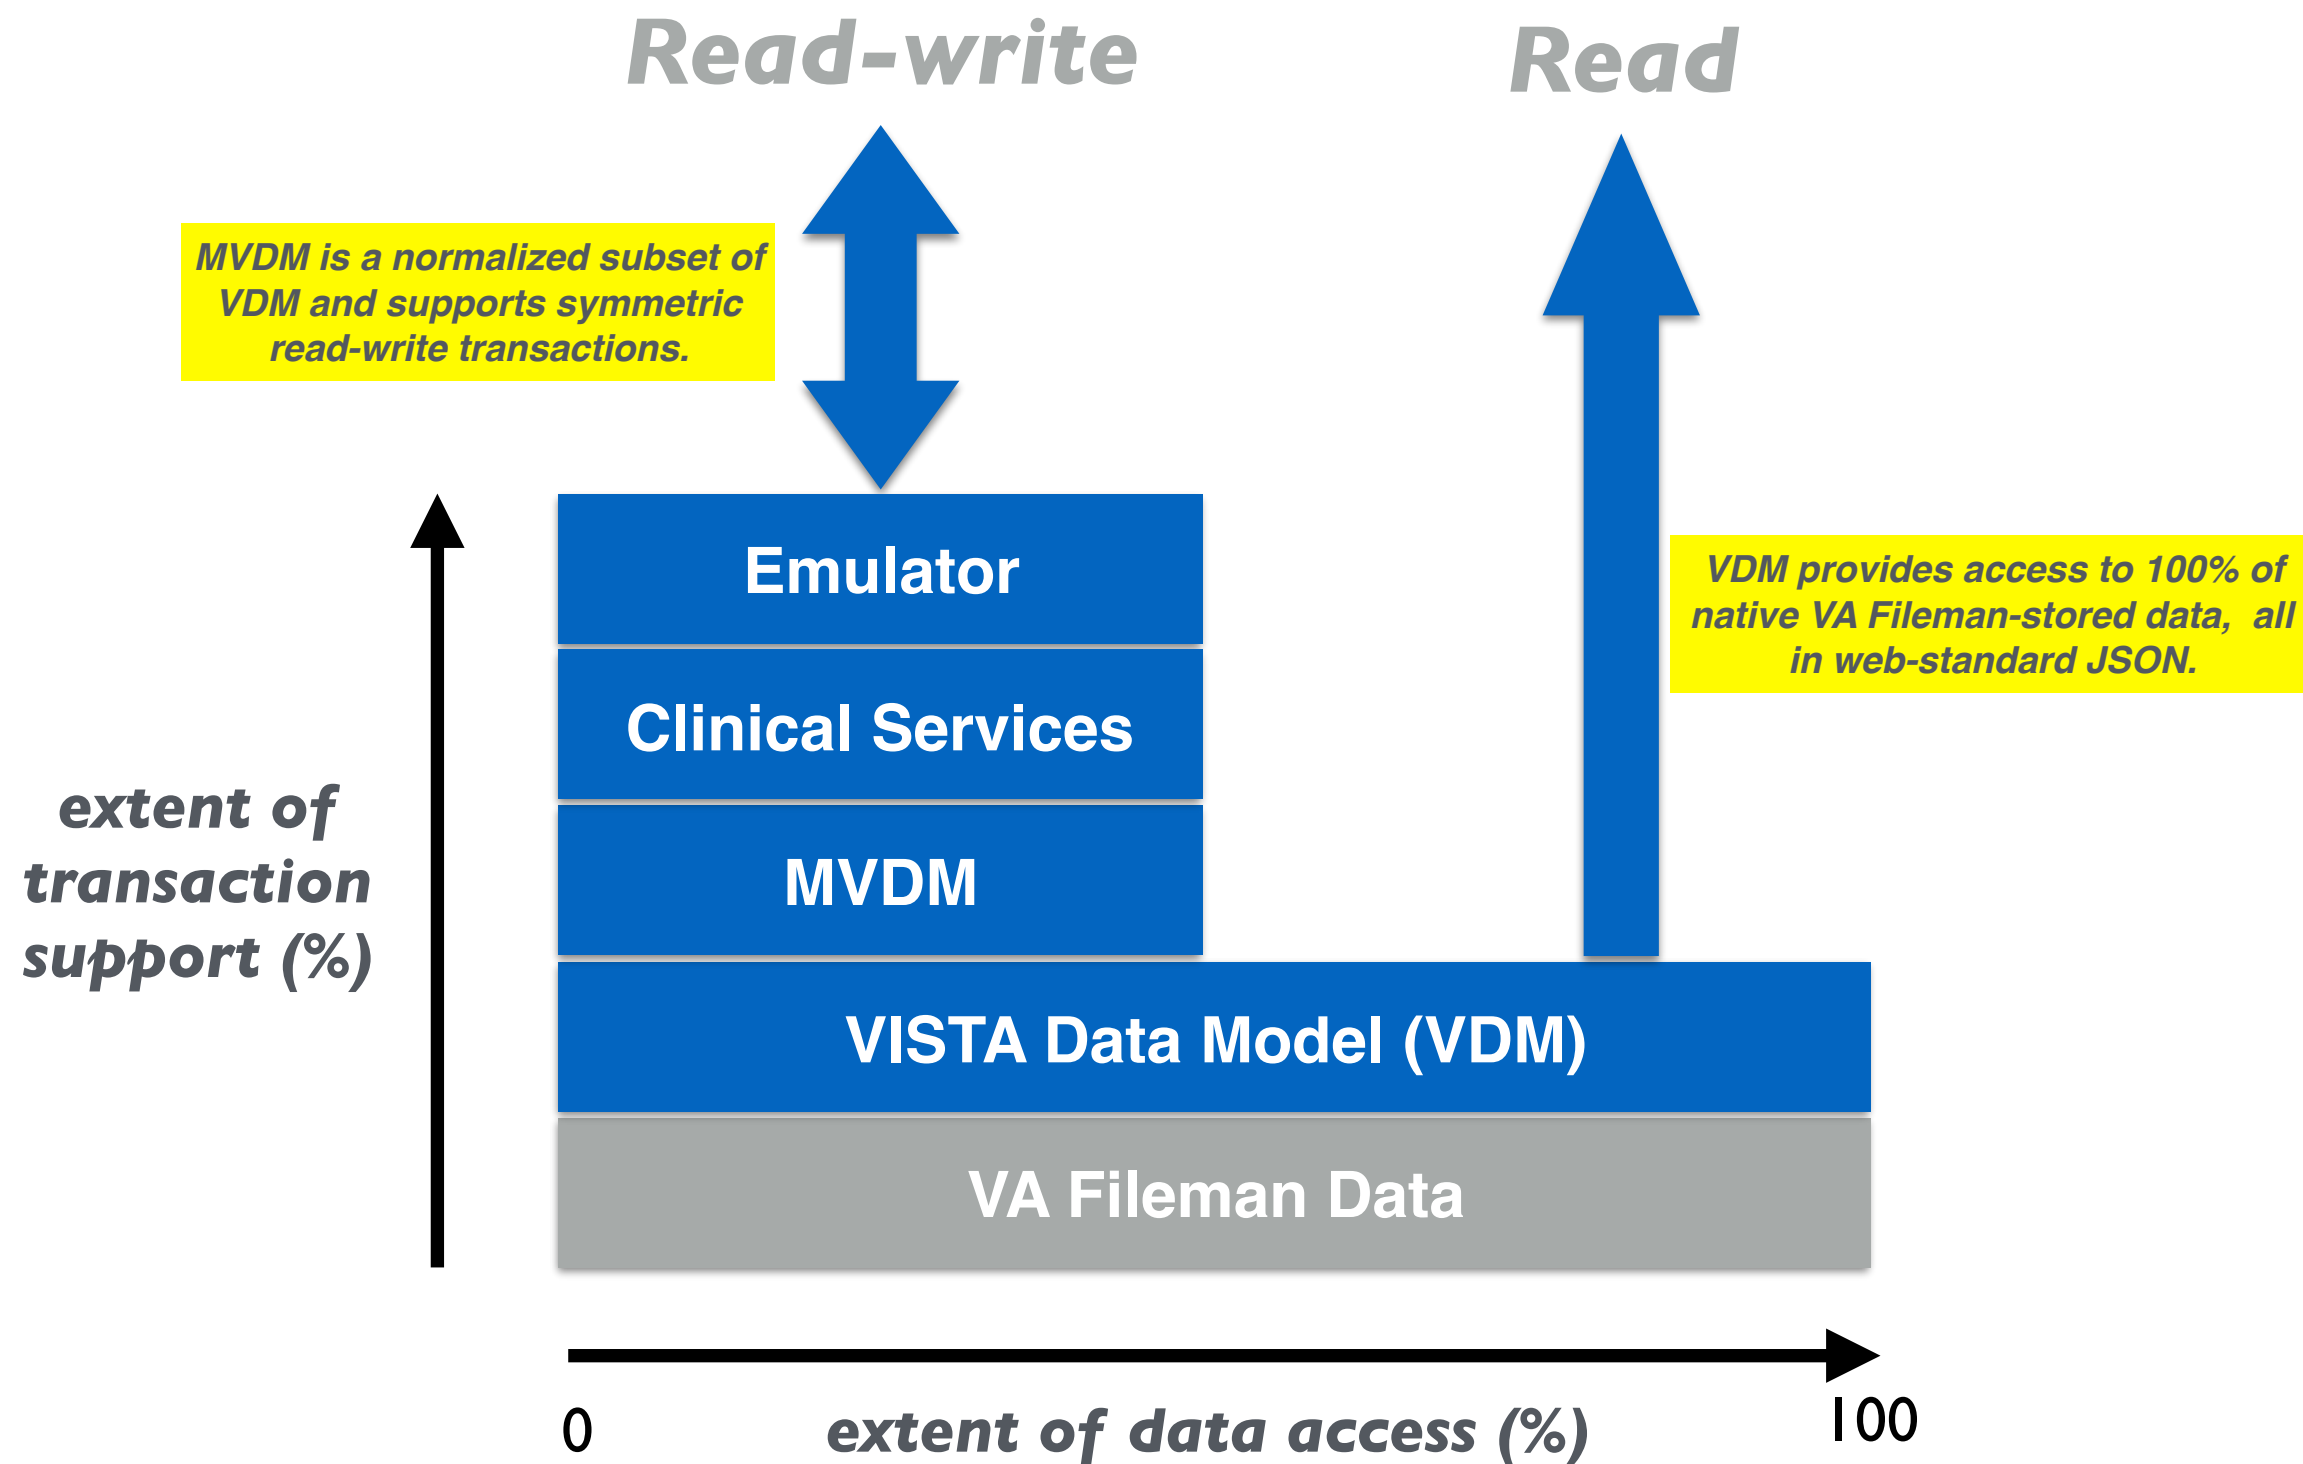 Read-write
Read
MVDM is a normalized subset of
VDM and supports symmetric
read-write transactions.
Emulator
VDM provides access to 100% of
native VA Fileman-stored data, all
in web-standard JSON.
Clinical Services
extent of
transaction
support (%)
MVDM
VISTA Data Model (VDM)
VA Fileman Data
0
extent of data access (%)
100